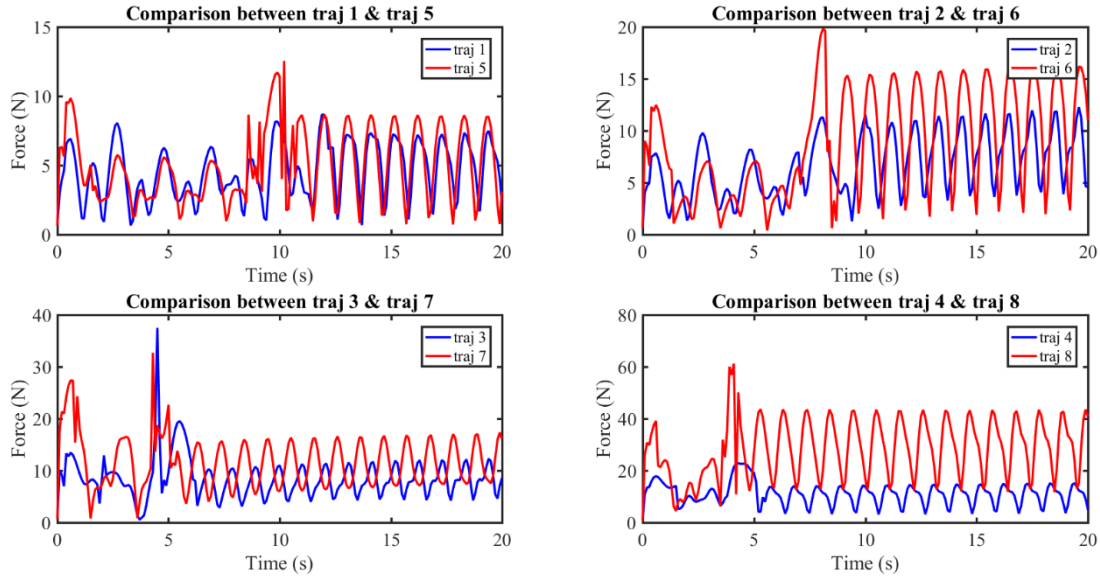 Comparison between traj 1 & traj 5
15
10
5
0
Force (N)
traj 1
traj 5
0 5 10 15 20
Time (s)
Comparison between traj 2 & traj 6
20
15
10
5
0
Force (N)
traj 2
traj 6
0 5 10 15 20
Time (s)
Comparison between traj 3 & traj 7
40
30
20
10
0
Force (N)
traj 3
traj 7
0 5 10 15 20
Time (s)
Comparison between traj 4 & traj 8
80
60
40
20
0
Force (N)
traj 4
traj 8
0 5 10 15 20
Time (s)